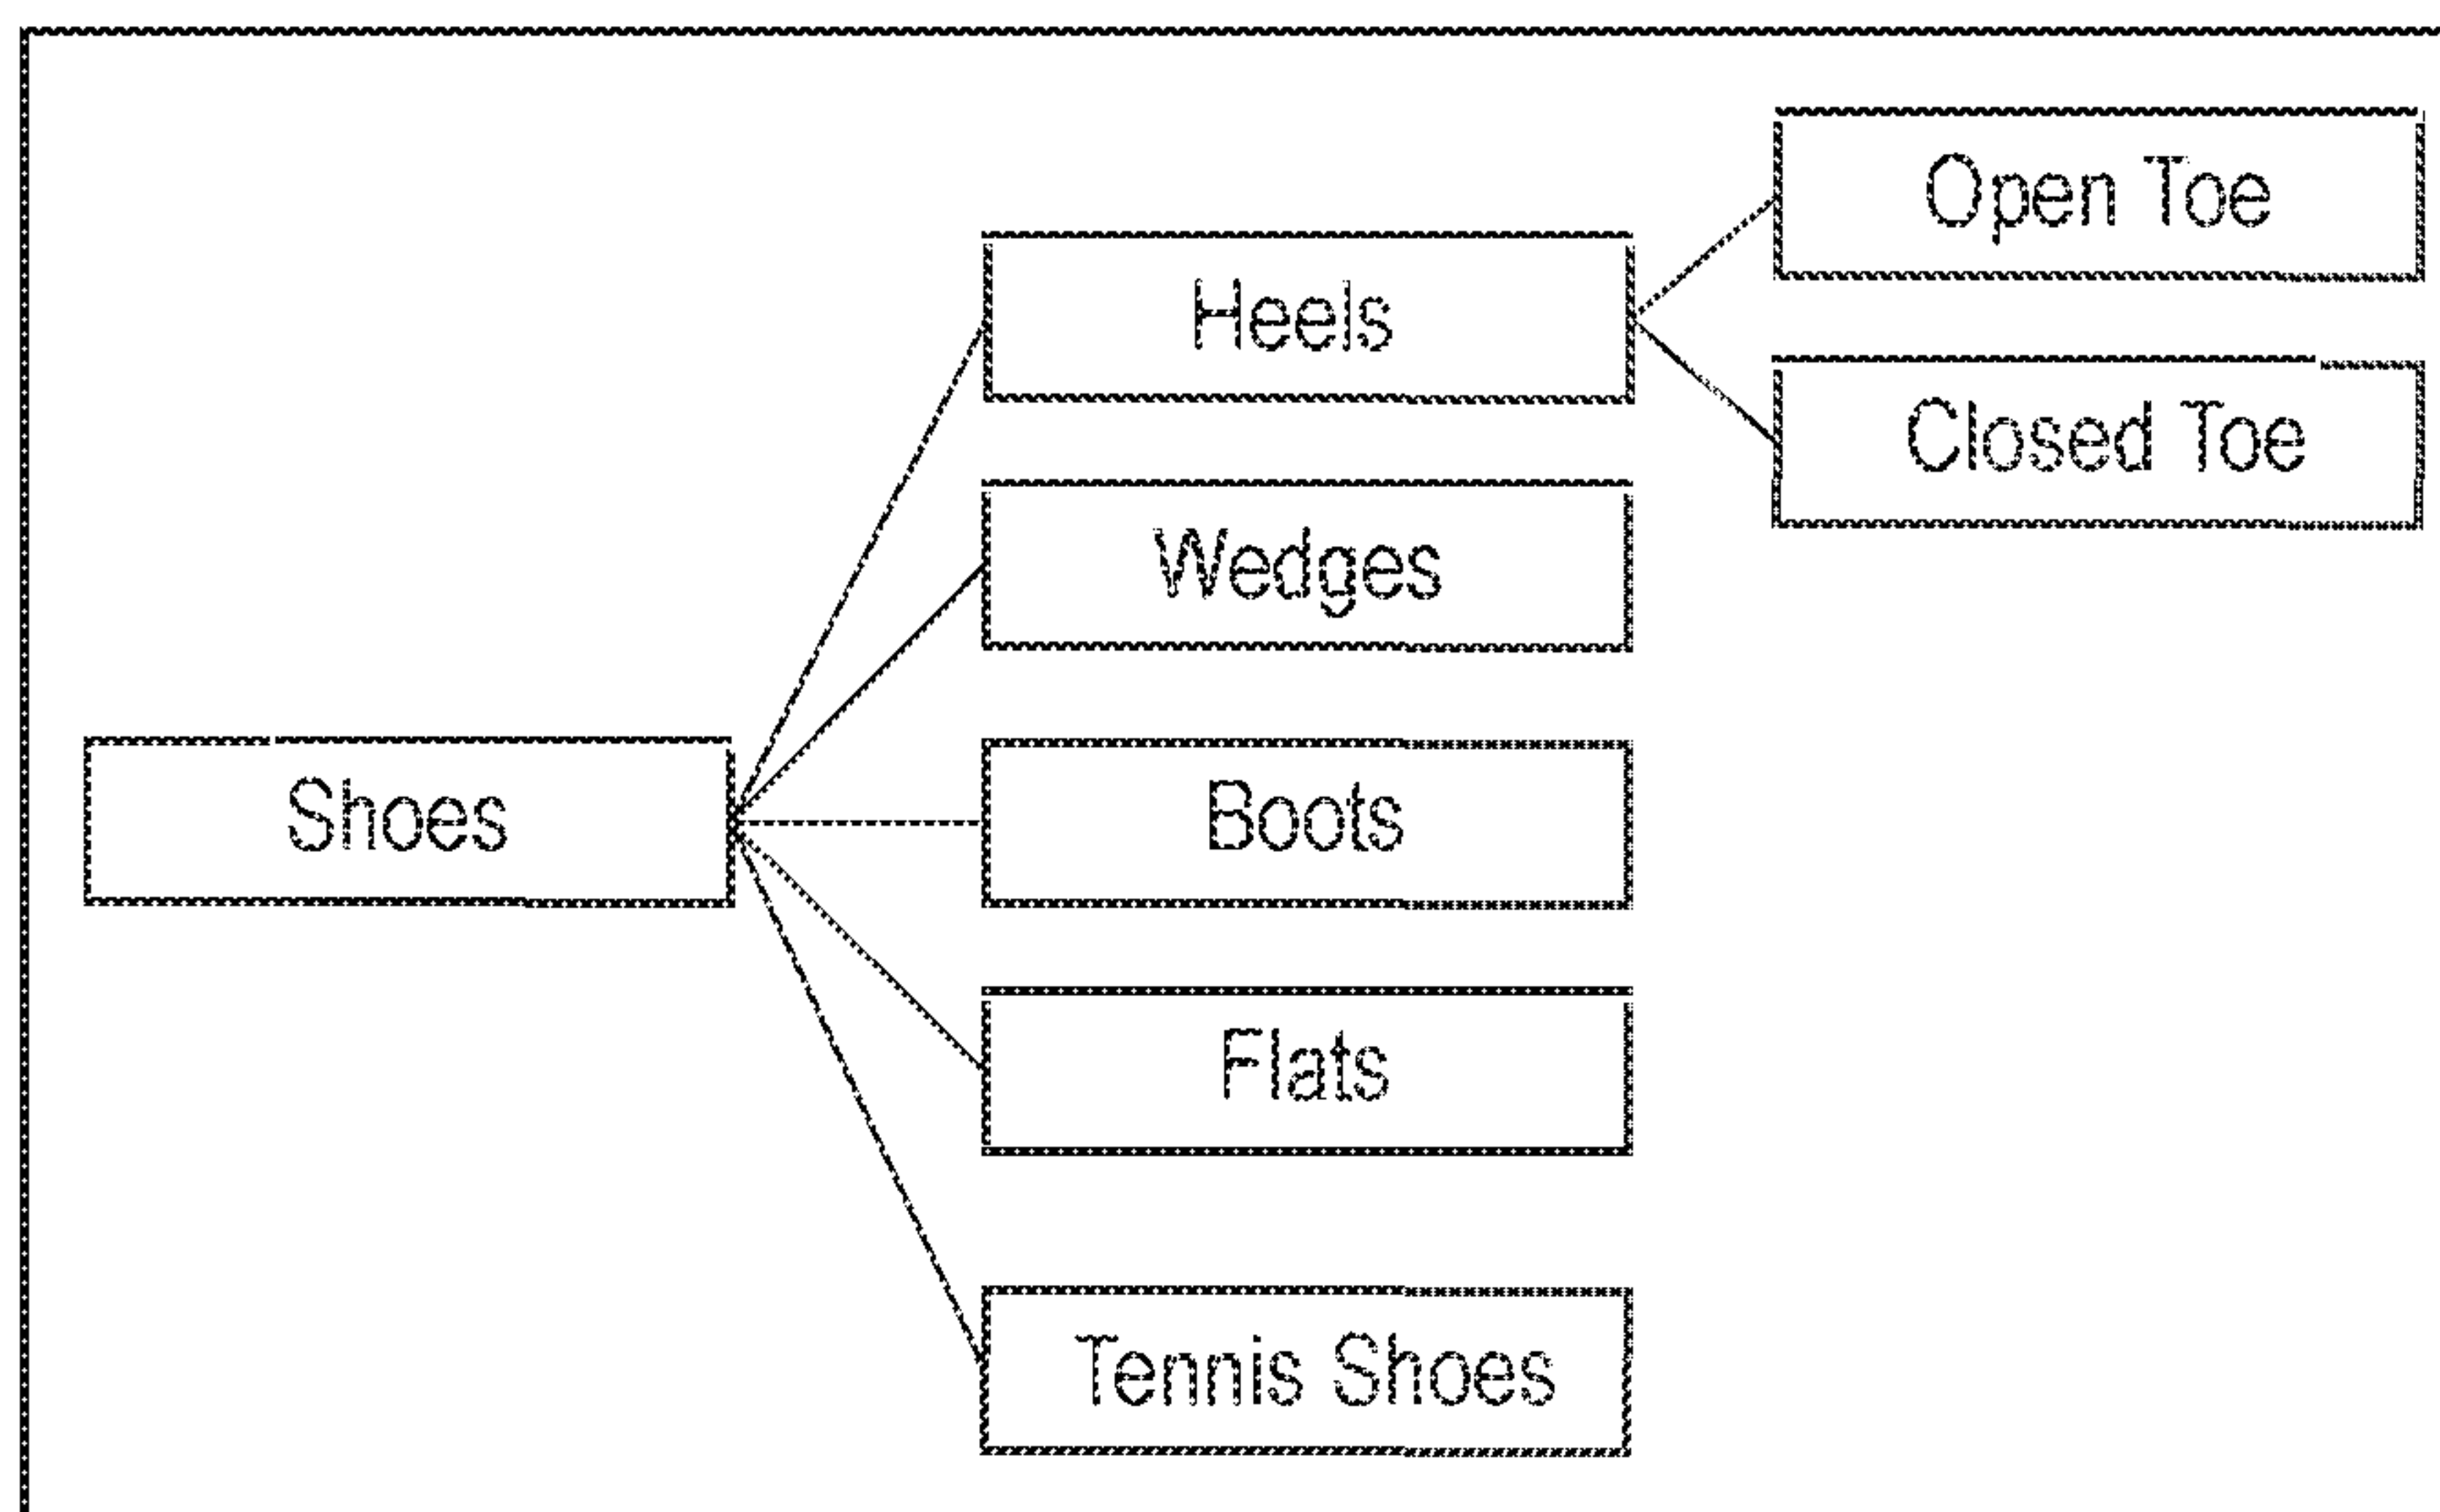 Open Toe
Heels
Closed Toe
Wedges
Shoes
Boots
Flats
Tennis Shoes